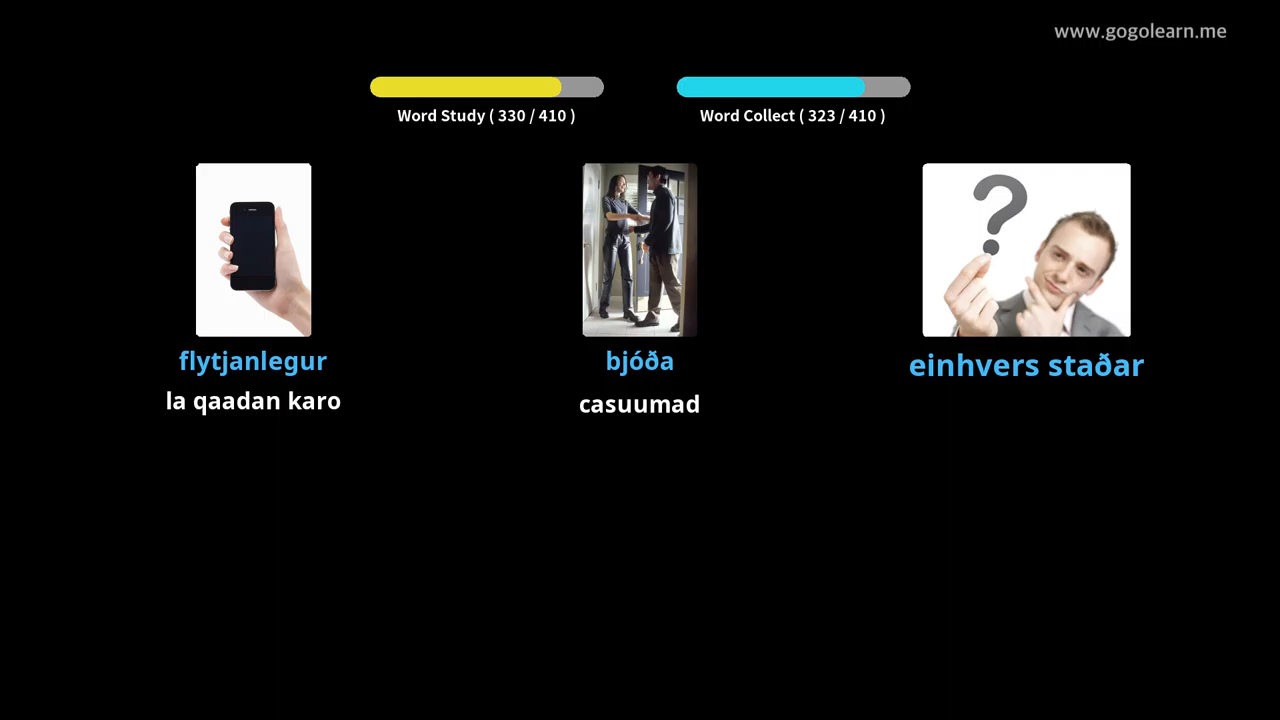 www.gogolearn.me
Word Study ( 330 / 410 )
Word Collect ( 323 / 410 )
flytjanlegur
bjóða
einhvers staðar
la qaadan karo
casuumad